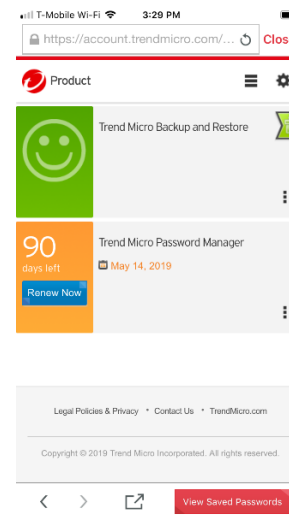 T-Mobile Wi-Fi 3:29 PM
https://account.trendmicro.com/... Clos
Product
Trend Micro Backup and Restore
90
days left
Renew Now
Trend Micro Password Manager
May 14, 2019
Legal Policies & Privacy * Contact Us * TrendMicro.com
Copyright © 2019 Trend Micro Incorporated. All rights reserved.
View Saved Passwords